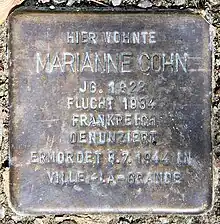 HIER WOHNTE
MARIANNE COHN
JG. 1922
FLUCHT 1934
FRANKREICH
DENUNZIERT
ERMORDET 8.7.1944 IN
VILLE-LA-GRANDE